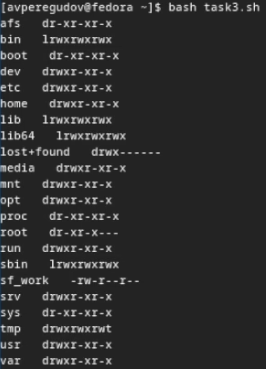 [avperegudov@fedora ~]$ bash task3.sh
afs   dr-xr-xr-x
bin   lrwxrwxrwx
boot   dr-xr-xr-x
dev   drwxr-xr-x
etc   drwxr-xr-x
home   drwxr-xr-x
lib   lrwxrwxrwx
lib64   lrwxrwxrwx
lost+found   drwx------
media   drwxr-xr-x
mnt   drwxr-xr-x
opt   drwxr-xr-x
proc   dr-xr-xr-x
root   dr-xr-x---
run   drwxr-xr-x
sbin   lrwxrwxrwx
sf_work   -rw-r--r--
srv   drwxr-xr-x
sys   dr-xr-xr-x
tmp   drwxrwxrwt
usr   drwxr-xr-x
var   drwxr-xr-x